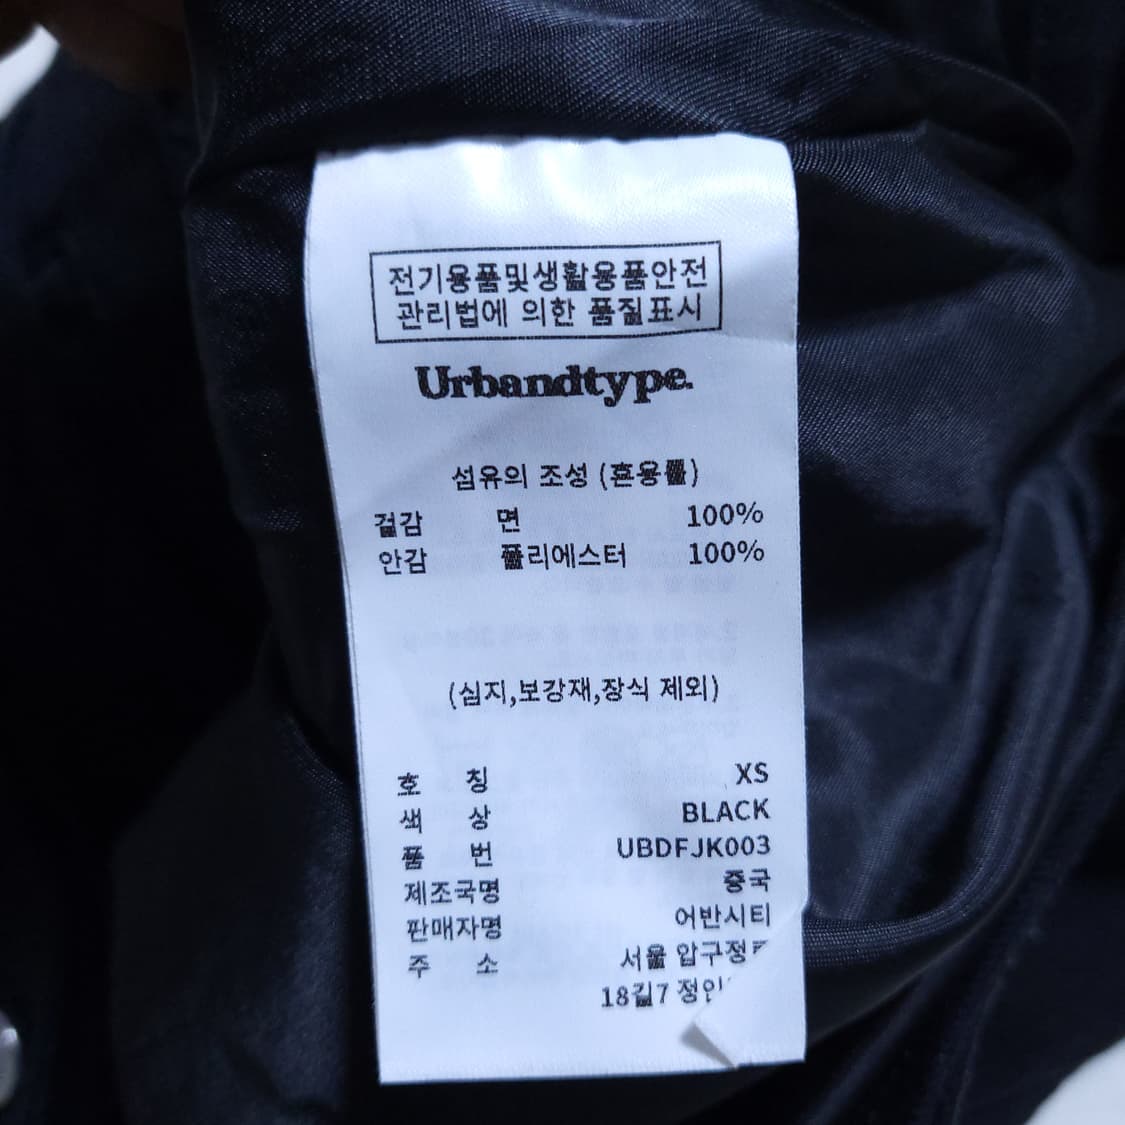 전기용품및생활용품안전
관리법에 의한 품질표시
Urbandtype.
섬유의 조성 (혼용률)
겉감 면 100%
안감 폴리에스터 100%
(심지,보강재,장식 제외)
호 칭 XS
색 상 BLACK
품 번 UBDFJK003
제조국명 중국
판매자명 어반시티
주 소 서울
18길7